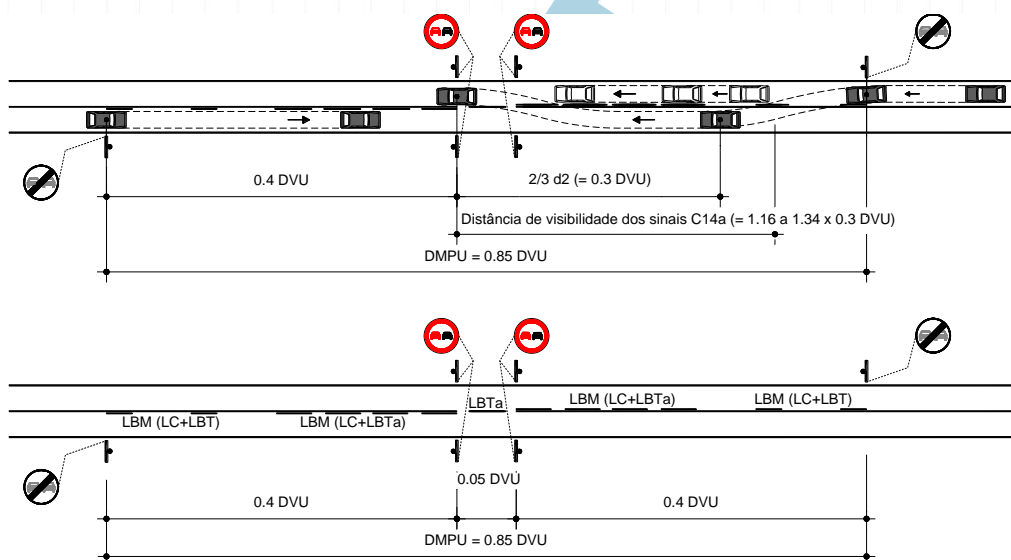 0.4 DVU
2/3 d2 (= 0.3 DVU)
Distância de visibilidade dos sinais C14a (= 1.16 a 1.34 x 0.3 DVU)
DMPU = 0.85 DVU
LBM (LC+LBT)
LBM (LC+LBTa)
LBTa
LBM (LC+LBTa)
LBM (LC+LBT)
0.05 DVU
0.4 DVU
0.4 DVU
DMPU = 0.85 DVU